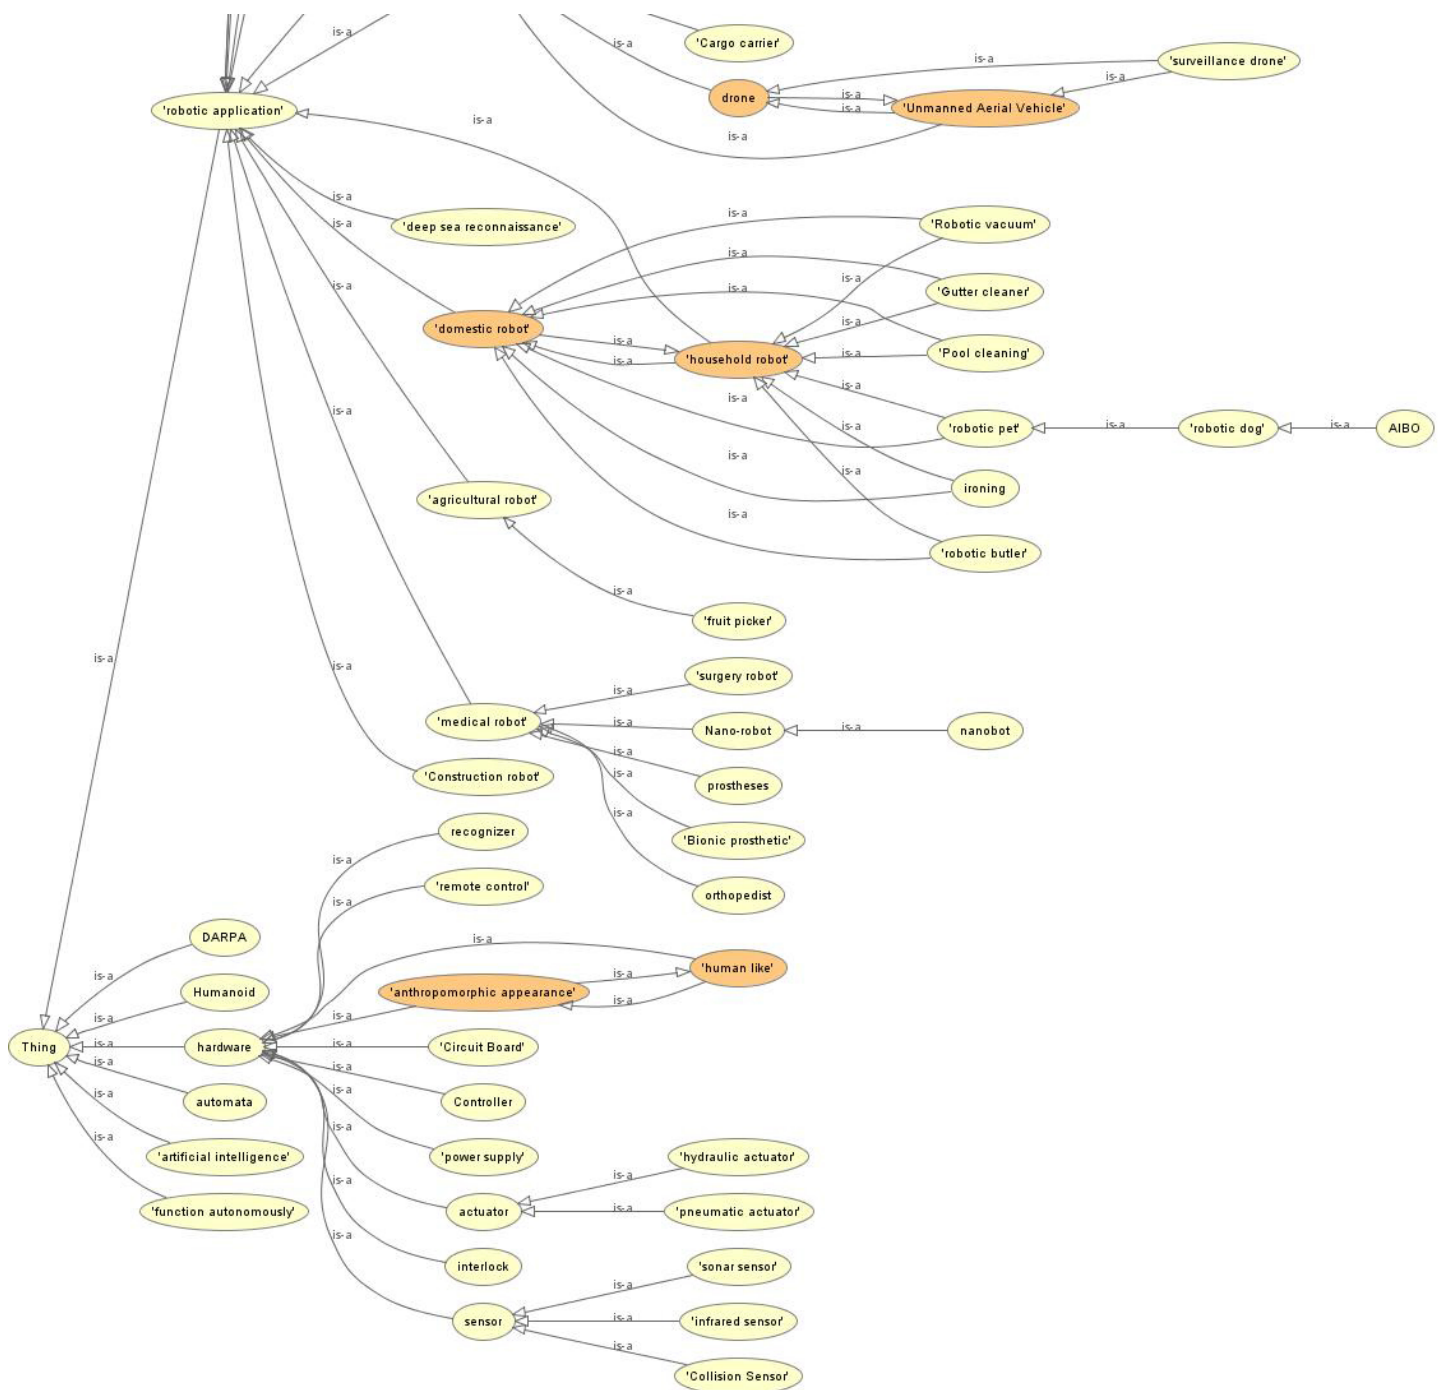 is-a
'Cargo carrier'
is-a
is-a
'surveillance drone'
is-a
drone
is-a
'Unmanned Aerial Vehicle'
is-a
'robotic application'
is-a
is-a
is-a
'deep sea reconnaissance'
is-a
is-a
'Robotic vacuum'
is-a
is-a
is-a
is-a
'Gutter cleaner'
is-a
'domestic robot'
is-a
is-a
'household robot'
is-a
'Pool cleaning'
is-a
is-a
is-a
is-a
'robotic pet'
is-a
'robotic dog'
is-a
AIBO
is-a
is-a
ironing
'agricultural robot'
is-a
'robotic butler'
is-a
'fruit picker'
is-a
is-a
'surgery robot'
is-a
'medical robot'
is-a
Nano-robot
is-a
nanobot
is-a
prostheses
is-a
'Construction robot'
is-a
recognizer
is-a
'Bionic prosthetic'
is-a
'remote control'
is-a
orthopedist
DARPA
is-a
is-a
'human like'
is-a
'anthropomorphic appearance'
is-a
Humanoid
is-a
is-a
Thing
is-a
hardware
is-a
'Circuit Board'
is-a
automata
is-a
Controller
is-a
is-a
'artificial intelligence'
is-a
'power supply'
'hydraulic actuator'
is-a
is-a
'function autonomously'
actuator
is-a
'pneumatic actuator'
is-a
interlock
'sonar sensor'
is-a
sensor
is-a
'infrared sensor'
is-a
'Collision Sensor'